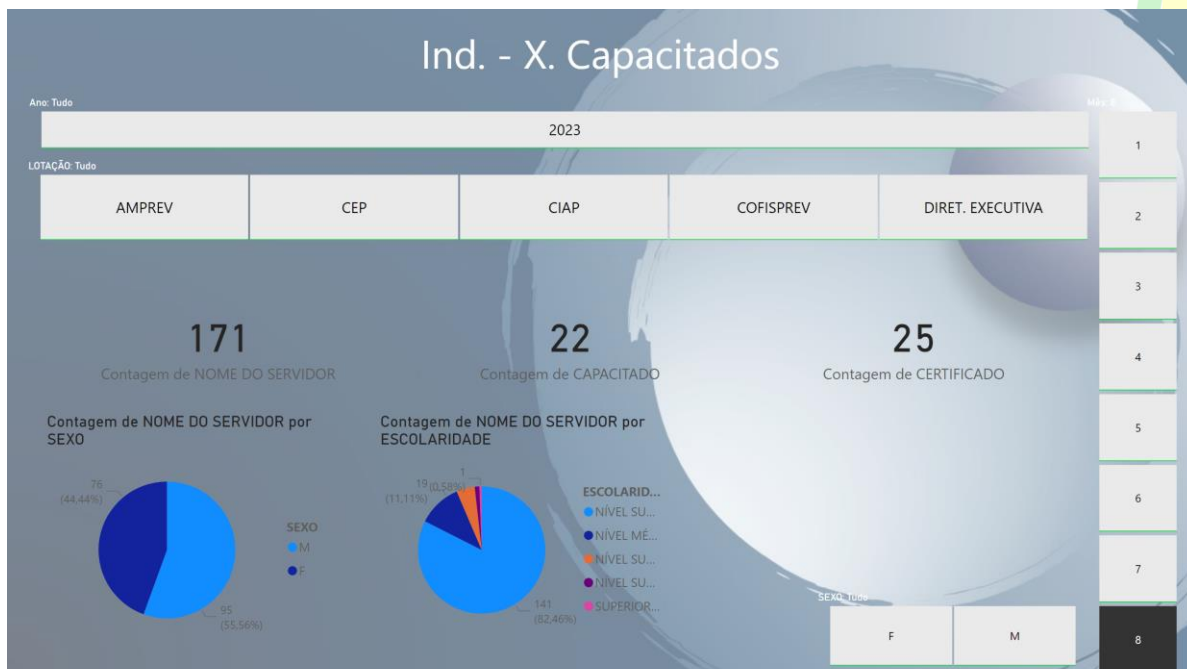 Ind. - X. Capacitados
Ano: Tudo
Mês: 8
2023
LOTAÇÃO: Tudo
AMPREV
CEP
CIAP
COFISPREV
DIRET. EXECUTIVA
1
2
3
4
5
6
7
8
171
Contagem de NOME DO SERVIDOR
22
Contagem de CAPACITADO
25
Contagem de CERTIFICADO
Contagem de NOME DO SERVIDOR por
SEXO
76
(44,44%)
95
(55,56%)
SEXO
M
F
Contagem de NOME DO SERVIDOR por
ESCOLARIDADE
1
(0,58%)
19
(11,11%)
141
(82,46%)
ESCOLARID...
NÍVEL SU...
NÍVEL MÉ...
NÍVEL SU...
NÍVEL SU...
SUPERIOR...
SEXO: Tudo
F
M